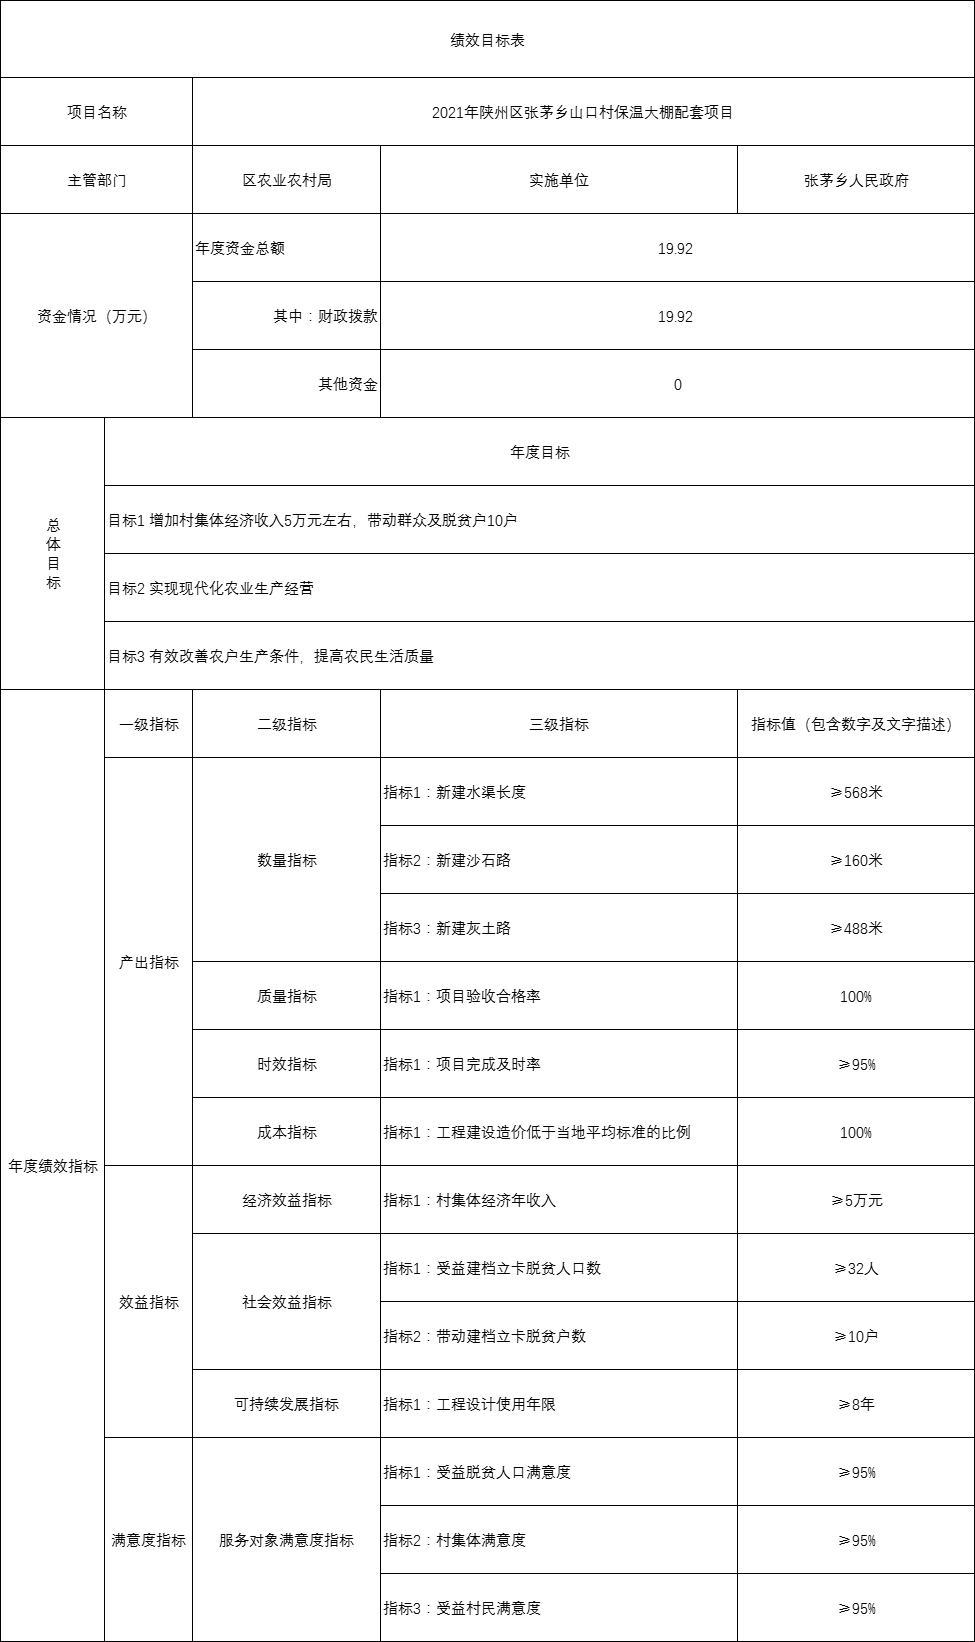 绩效目标表
项目名称
2021年陕州区张茅乡山口村保温大棚配套项目
主管部门
区农业农村局
实施单位
张茅乡人民政府
资金情况（万元）
年度资金总额
19.92
其中：财政拨款
19.92
其他资金
0
总
体
目
标
年度目标
目标1 增加村集体经济收入5万元左右，带动群众及脱贫户10户
目标2 实现现代化农业生产经营
目标3 有效改善农户生产条件，提高农民生活质量
年度绩效指标
一级指标
二级指标
三级指标
指标值（包含数字及文字描述）
产出指标
数量指标
指标1：新建水渠长度
≥568米
指标2：新建沙石路
≥160米
指标3：新建灰土路
≥488米
质量指标
指标1：项目验收合格率
100%
时效指标
指标1：项目完成及时率
≥95%
成本指标
指标1：工程建设造价低于当地平均标准的比例
100%
效益指标
经济效益指标
指标1：村集体经济年收入
≥5万元
社会效益指标
指标1：受益建档立卡脱贫人口数
≥32人
指标2：带动建档立卡脱贫户数
≥10户
可持续发展指标
指标1：工程设计使用年限
≥8年
满意度指标
服务对象满意度指标
指标1：受益脱贫人口满意度
≥95%
指标2：村集体满意度
≥95%
指标3：受益村民满意度
≥95%